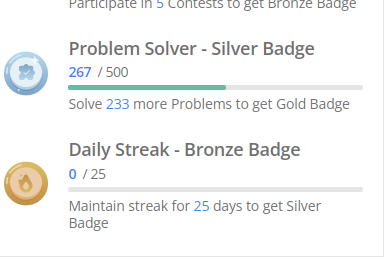 Participate in 5 Contests to get Bronze Badge
Problem Solver - Silver Badge
267 / 500
Solve 233 more Problems to get Gold Badge
Daily Streak - Bronze Badge
0 / 25
Maintain streak for 25 days to get Silver
Badge